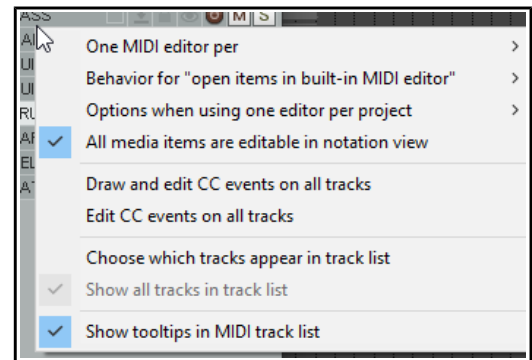 ASS M S
One MIDI editor per
Behavior for "open items in built-in MIDI editor"
Options when using one editor per project
All media items are editable in notation view
Draw and edit CC events on all tracks
Edit CC events on all tracks
Choose which tracks appear in track list
Show all tracks in track list
Show tooltips in MIDI track list